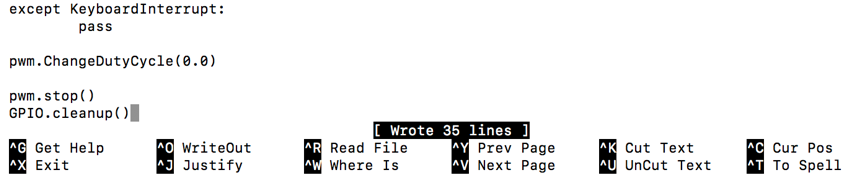 except KeyboardInterrupt:
        pass
pwm.ChangeDutyCycle(0.0)
pwm.stop()
GPIO.cleanup()
[ Wrote 35 lines ]
^G Get Help ^O WriteOut ^R Read File ^Y Prev Page ^K Cut Text ^C Cur Pos
^X Exit ^J Justify ^W Where Is ^V Next Page ^U UnCut Text ^T To Spell